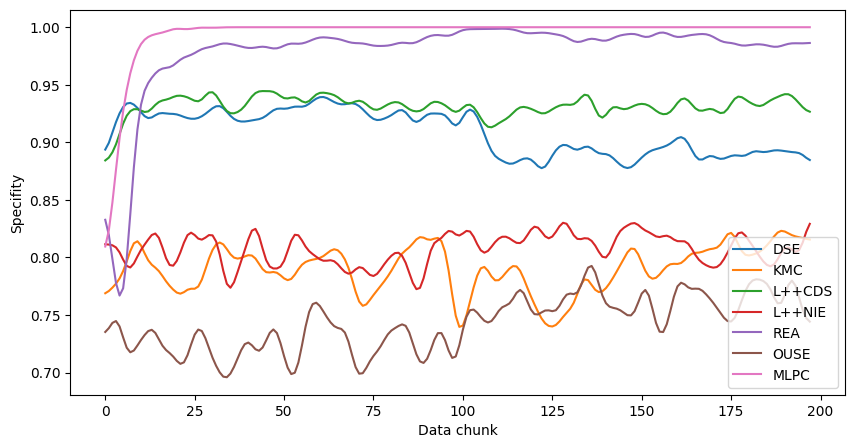 1.00
0.95
0.90
0.85
0.80
0.75
0.70
Specifity
0 25 50 75 100 125 150 175 200
Data chunk
DSE
KMC
L++CDS
L++NIE
REA
OUSE
MLPC